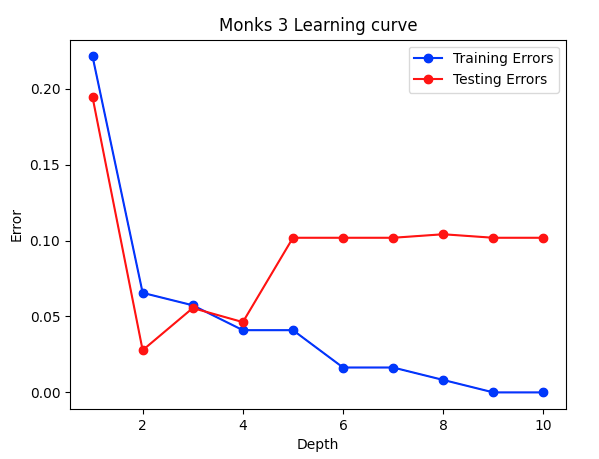 Monks 3 Learning curve
Training Errors
Testing Errors
0.20
0.15
0.10
0.05
0.00
Error
2 4 6 8 10
Depth